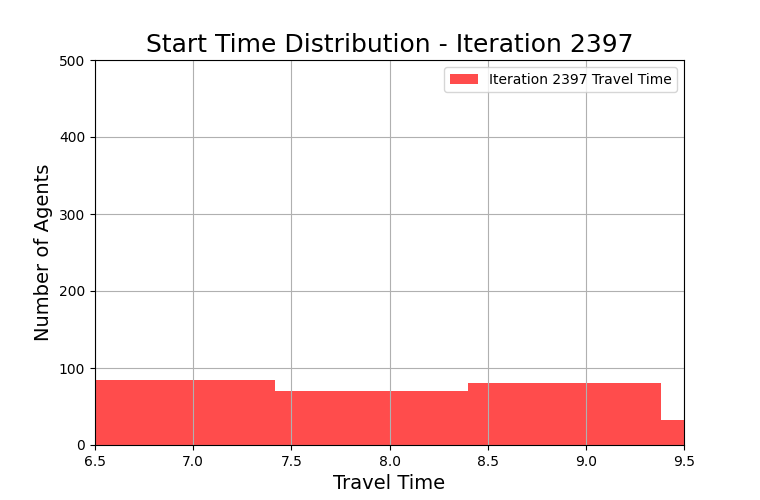 Start Time Distribution - Iteration 2397
Number of Agents
500
400
300
200
100
0
Iteration 2397 Travel Time
6.5 7.0 7.5 8.0 8.5 9.0 9.5
Travel Time